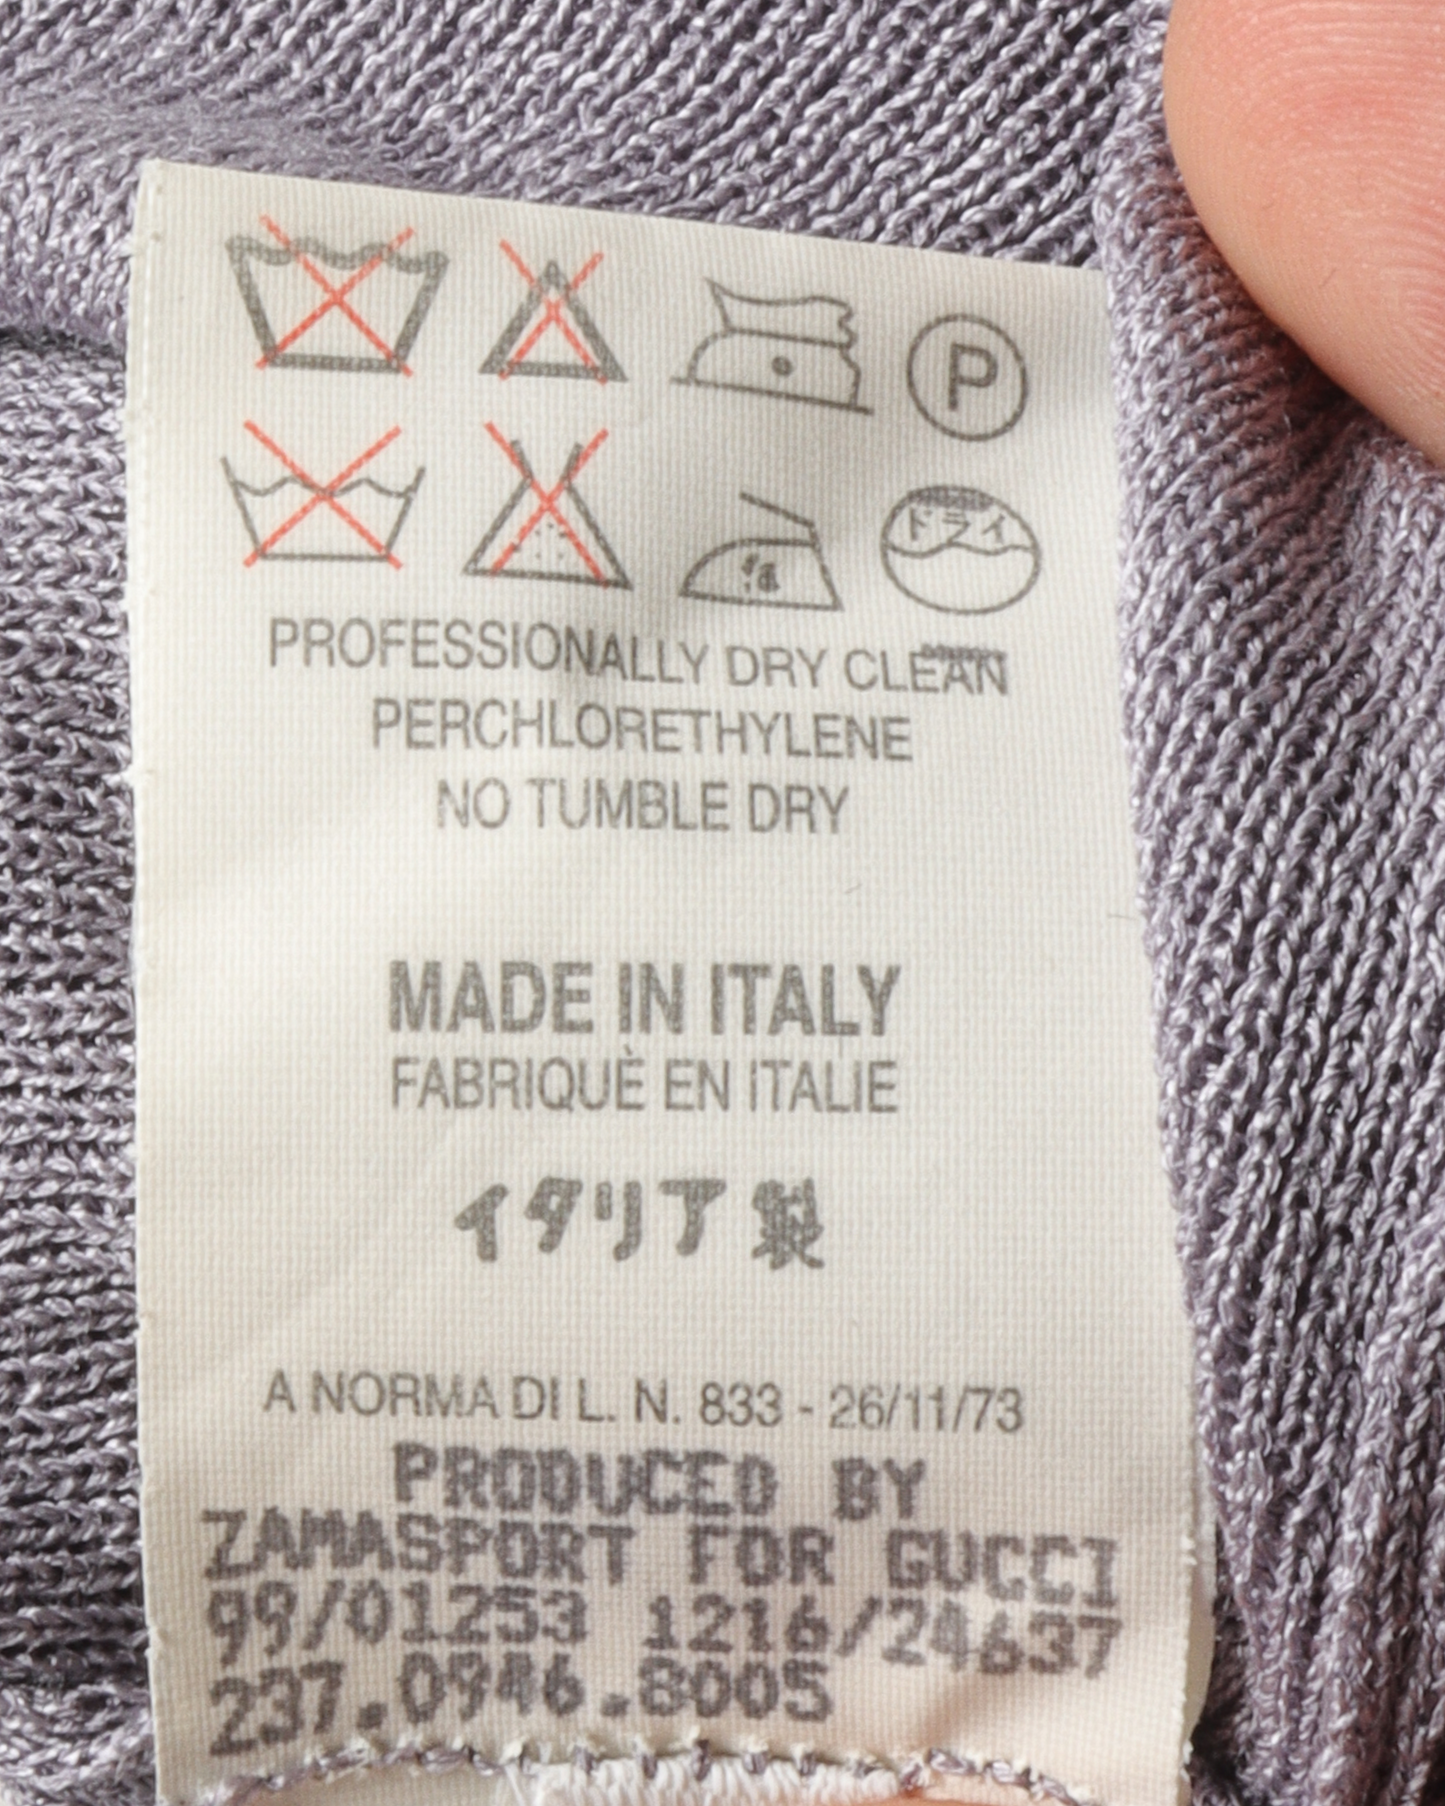 P
ドライ
PROFESSIONALLY DRY CLEAN
PERCHLORETHYLENE
NO TUMBLE DRY
MADE IN ITALY
FABRIQUÈ EN ITALIE
イタリア製
A NORMA DI L. N. 833 - 26/11/73
PRODUCED BY
ZAMASPORT FOR GUCCI
99/01253 1216/24637
237.0946.8005